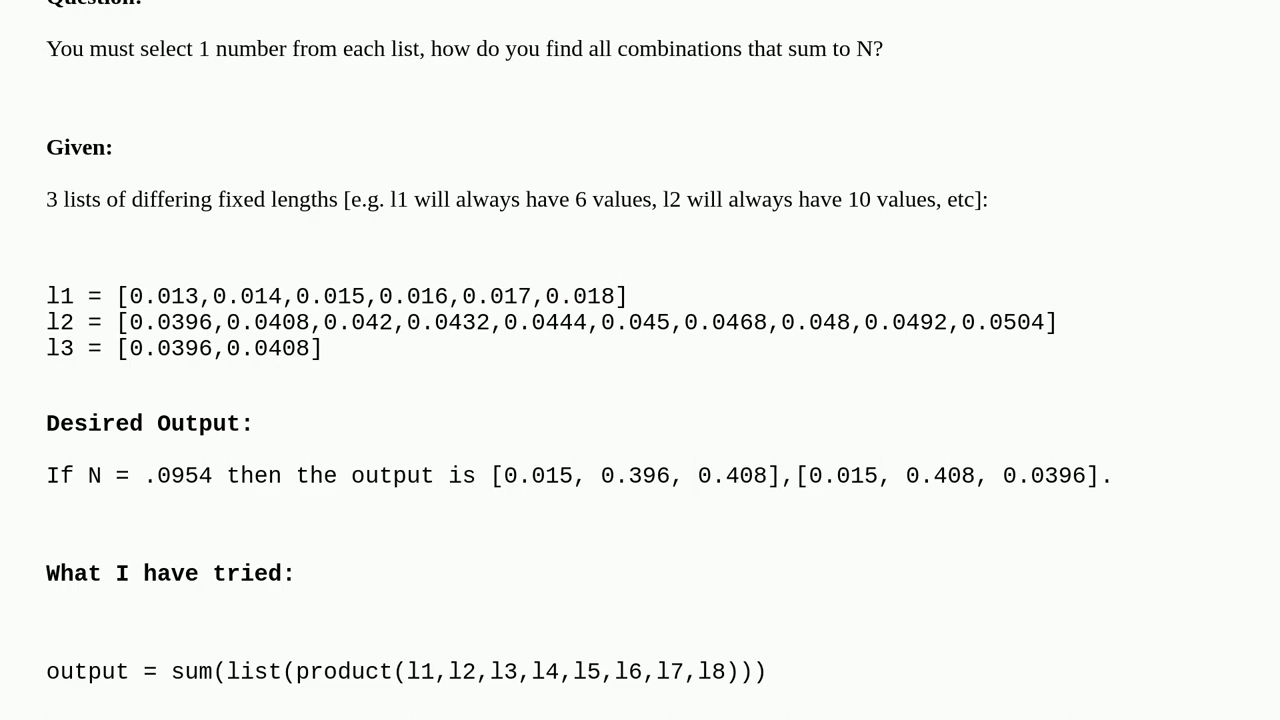 Question:
You must select 1 number from each list, how do you find all combinations that sum to N?
Given:
3 lists of differing fixed lengths [e.g. l1 will always have 6 values, l2 will always have 10 values, etc]:
l1 = [0.013,0.014,0.015,0.016,0.017,0.018]
l2 = [0.0396,0.0408,0.042,0.0432,0.0444,0.045,0.0468,0.048,0.0492,0.0504]
l3 = [0.0396,0.0408]
Desired Output:
If N = .0954 then the output is [0.015, 0.396, 0.408],[0.015, 0.408, 0.0396].
What I have tried:
output = sum(list(product(l1,l2,l3,l4,l5,l6,l7,l8)))